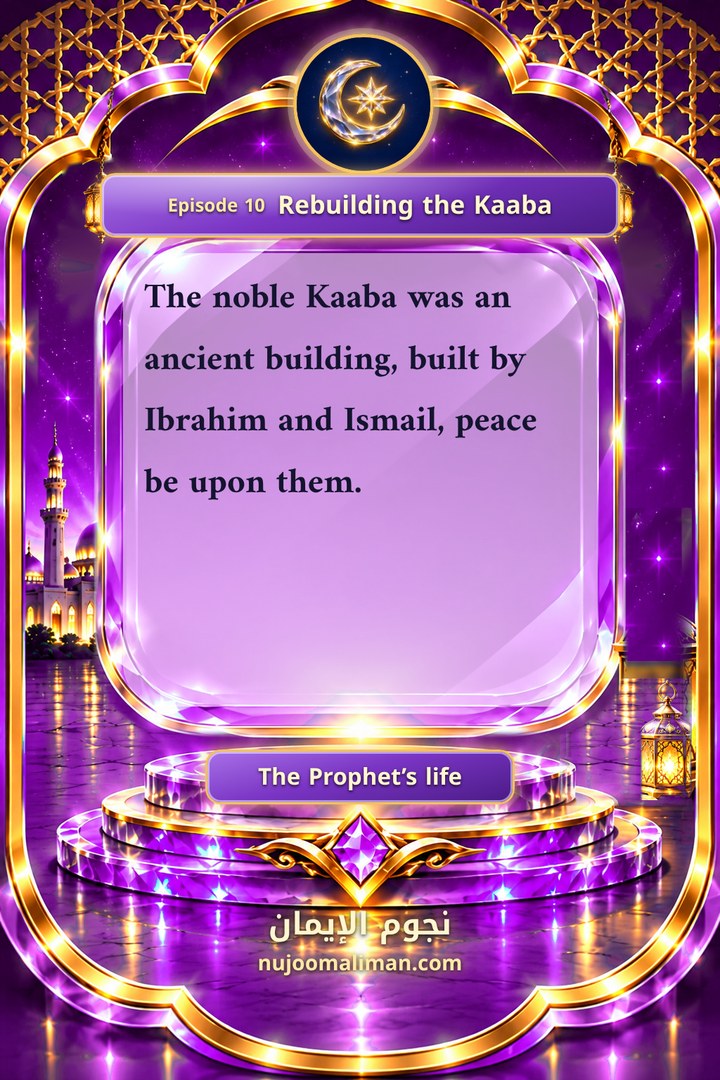 Episode 10 Rebuilding the Kaaba
The noble Kaaba was an
ancient building, built by
Ibrahim and Ismail, peace
be upon them.
The Prophet’s life
نجوم الإيمان
nujoomaliman.com